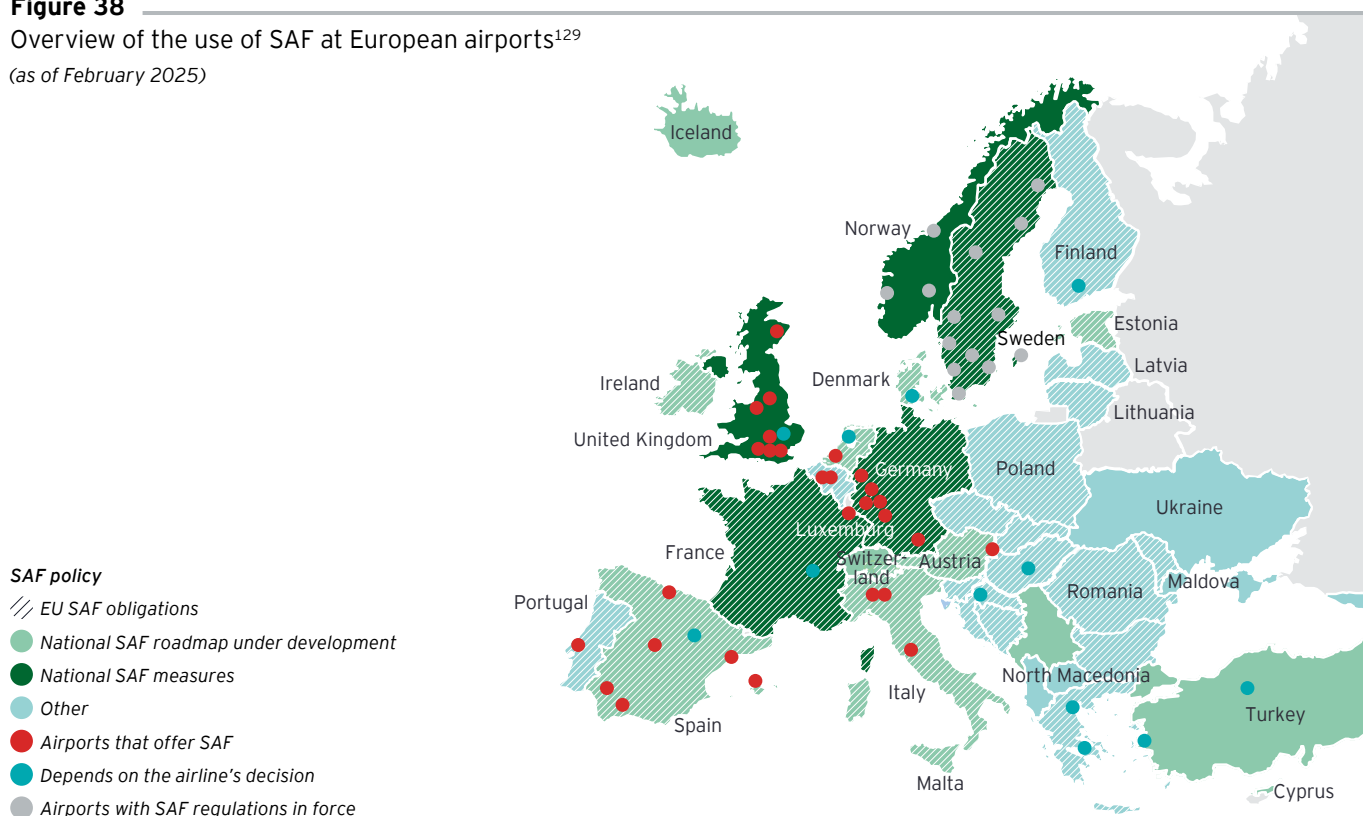 Figure 38
Overview of the use of SAF at European airports¹²⁹
(as of February 2025)
Iceland
Norway
Finland
Estonia
Sweden
Latvia
Ireland
Denmark
Lithuania
United Kingdom
Germany
Poland
Ukraine
Luxemburg
France
Switzer-
land
Austria
Maldova
Romania
Portugal
North Macedonia
Italy
Spain
Turkey
Malta
Cyprus
SAF policy
EU SAF obligations
National SAF roadmap under development
National SAF measures
Other
Airports that offer SAF
Depends on the airline's decision
Airports with SAF regulations in force